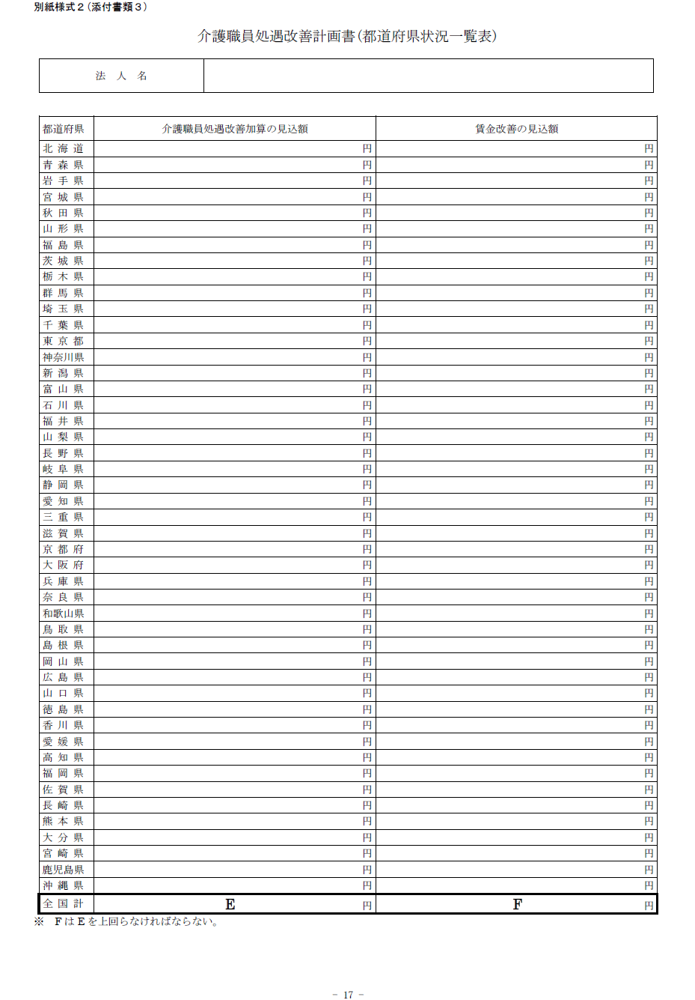 別紙様式２（添付書類３）
介護職員処遇改善計画書(都道府県状況一覧表)
法　人　名
都道府県 介護職員処遇改善加算の見込額 賃金改善の見込額
北 海 道 円 円
青 森 県 円 円
岩 手 県 円 円
宮 城 県 円 円
秋 田 県 円 円
山 形 県 円 円
福 島 県 円 円
茨 城 県 円 円
栃 木 県 円 円
群 馬 県 円 円
埼 玉 県 円 円
千 葉 県 円 円
東 京 都 円 円
神奈川県 円 円
新 潟 県 円 円
富 山 県 円 円
石 川 県 円 円
福 井 県 円 円
山 梨 県 円 円
長 野 県 円 円
岐 阜 県 円 円
静 岡 県 円 円
愛 知 県 円 円
三 重 県 円 円
滋 賀 県 円 円
京 都 府 円 円
大 阪 府 円 円
兵 庫 県 円 円
奈 良 県 円 円
和歌山県 円 円
鳥 取 県 円 円
島 根 県 円 円
岡 山 県 円 円
広 島 県 円 円
山 口 県 円 円
徳 島 県 円 円
香 川 県 円 円
愛 媛 県 円 円
高 知 県 円 円
福 岡 県 円 円
佐 賀 県 円 円
長 崎 県 円 円
熊 本 県 円 円
大 分 県 円 円
宮 崎 県 円 円
鹿児島県 円 円
沖 縄 県 円 円
全 国 計 E 円 F 円
※　F は E を上回らなければならない。
- 17 -